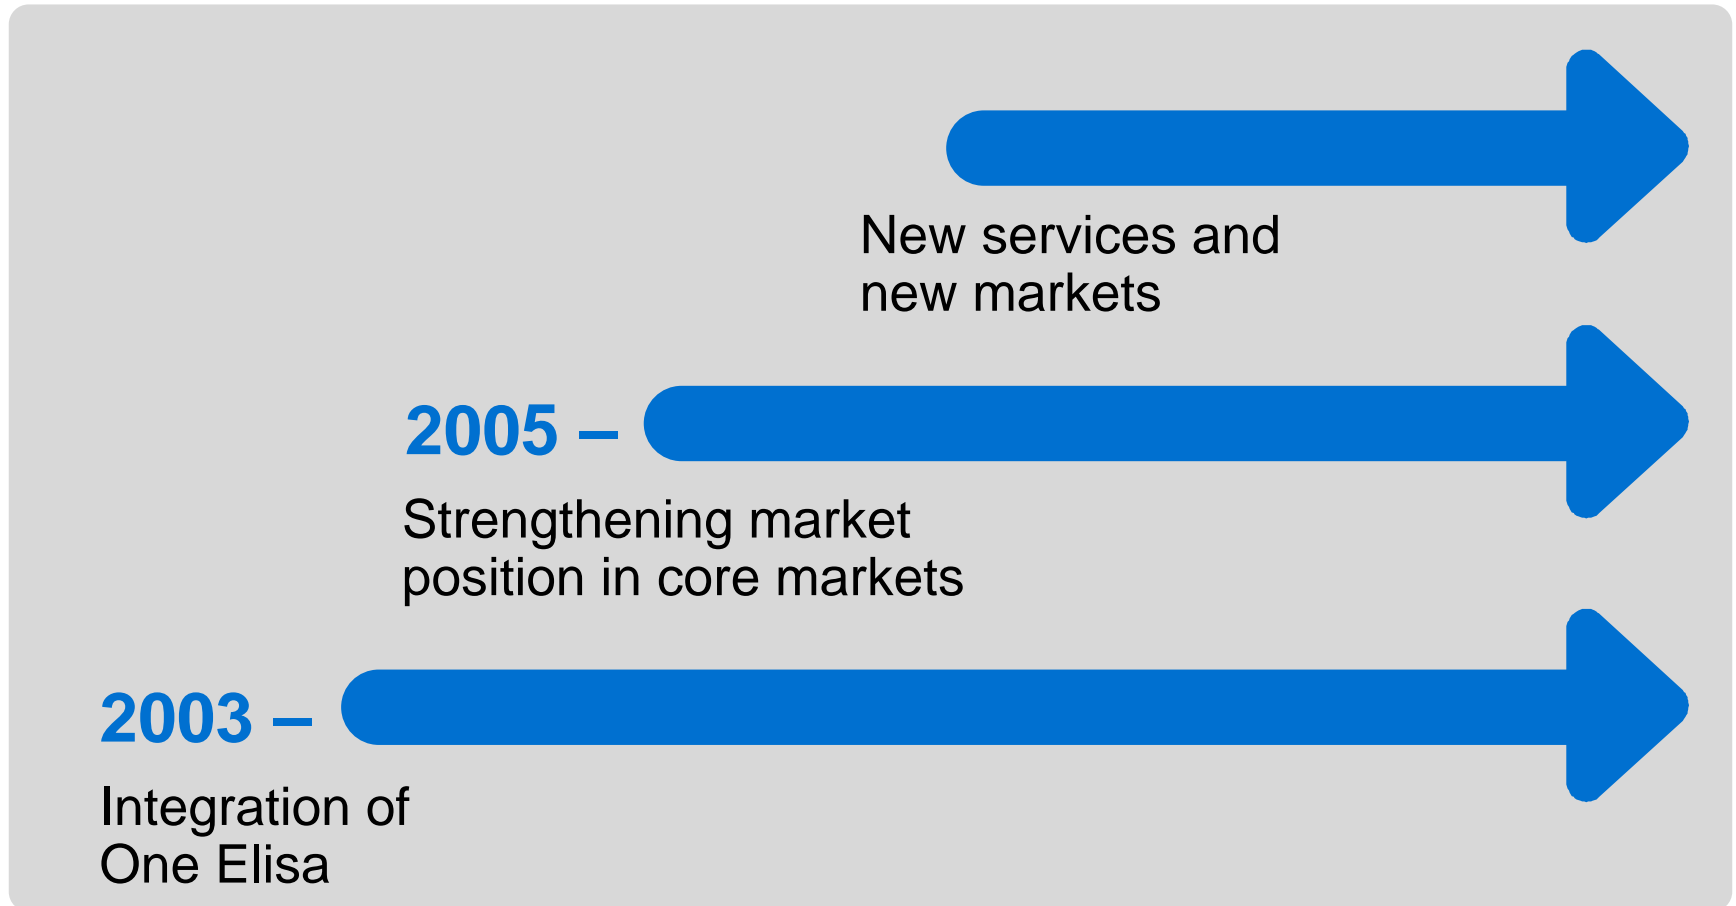 New services and
new markets
2005 –
Strengthening market
position in core markets
2003 –
Integration of
One Elisa